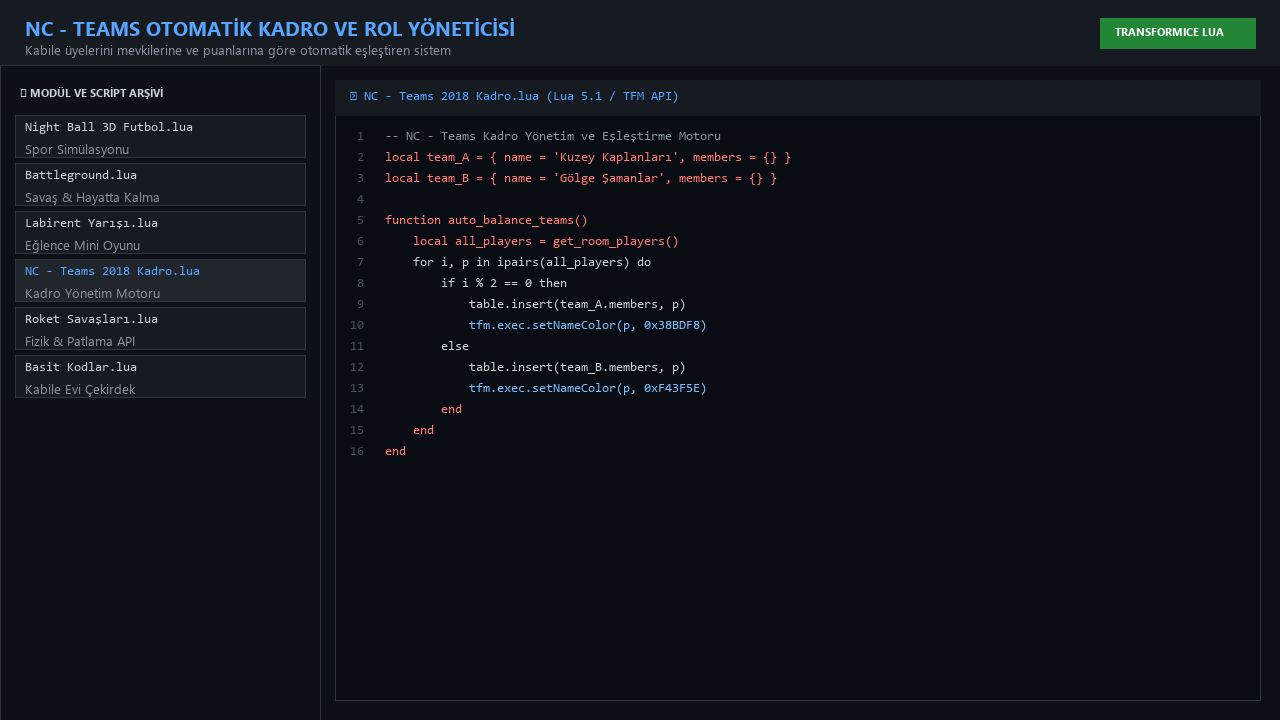 NC - TEAMS OTOMATİK KADRO VE ROL YÖNETİCİSİ
Kabile üyelerini mevkilerine ve puanlarına göre otomatik eşleştiren sistem
TRANSFORMICE LUA
MODÜL VE SCRIPT ARŞİVİ
Night Ball 3D Futbol.lua
Spor Simülasyonu
Battleground.lua
Savaş & Hayatta Kalma
Labirent Yarışı.lua
Eğlence Mini Oyunu
NC - Teams 2018 Kadro.lua
Kadro Yönetim Motoru
Roket Savaşları.lua
Fizik & Patlama API
Basit Kodlar.lua
Kabile Evi Çekirdek
NC - Teams 2018 Kadro.lua (Lua 5.1 / TFM API)
1 -- NC - Teams Kadro Yönetim ve Eşleştirme Motoru
2 local team_A = { name = 'Kuzey Kaplanları', members = {} }
3 local team_B = { name = 'Gölge Şamanlar', members = {} }
4
5 function auto_balance_teams()
6     local all_players = get_room_players()
7     for i, p in ipairs(all_players) do
8         if i % 2 == 0 then
9             table.insert(team_A.members, p)
10             tfm.exec.setNameColor(p, 0x38BDF8)
11         else
12             table.insert(team_B.members, p)
13             tfm.exec.setNameColor(p, 0xF43F5E)
14         end
15     end
16 end